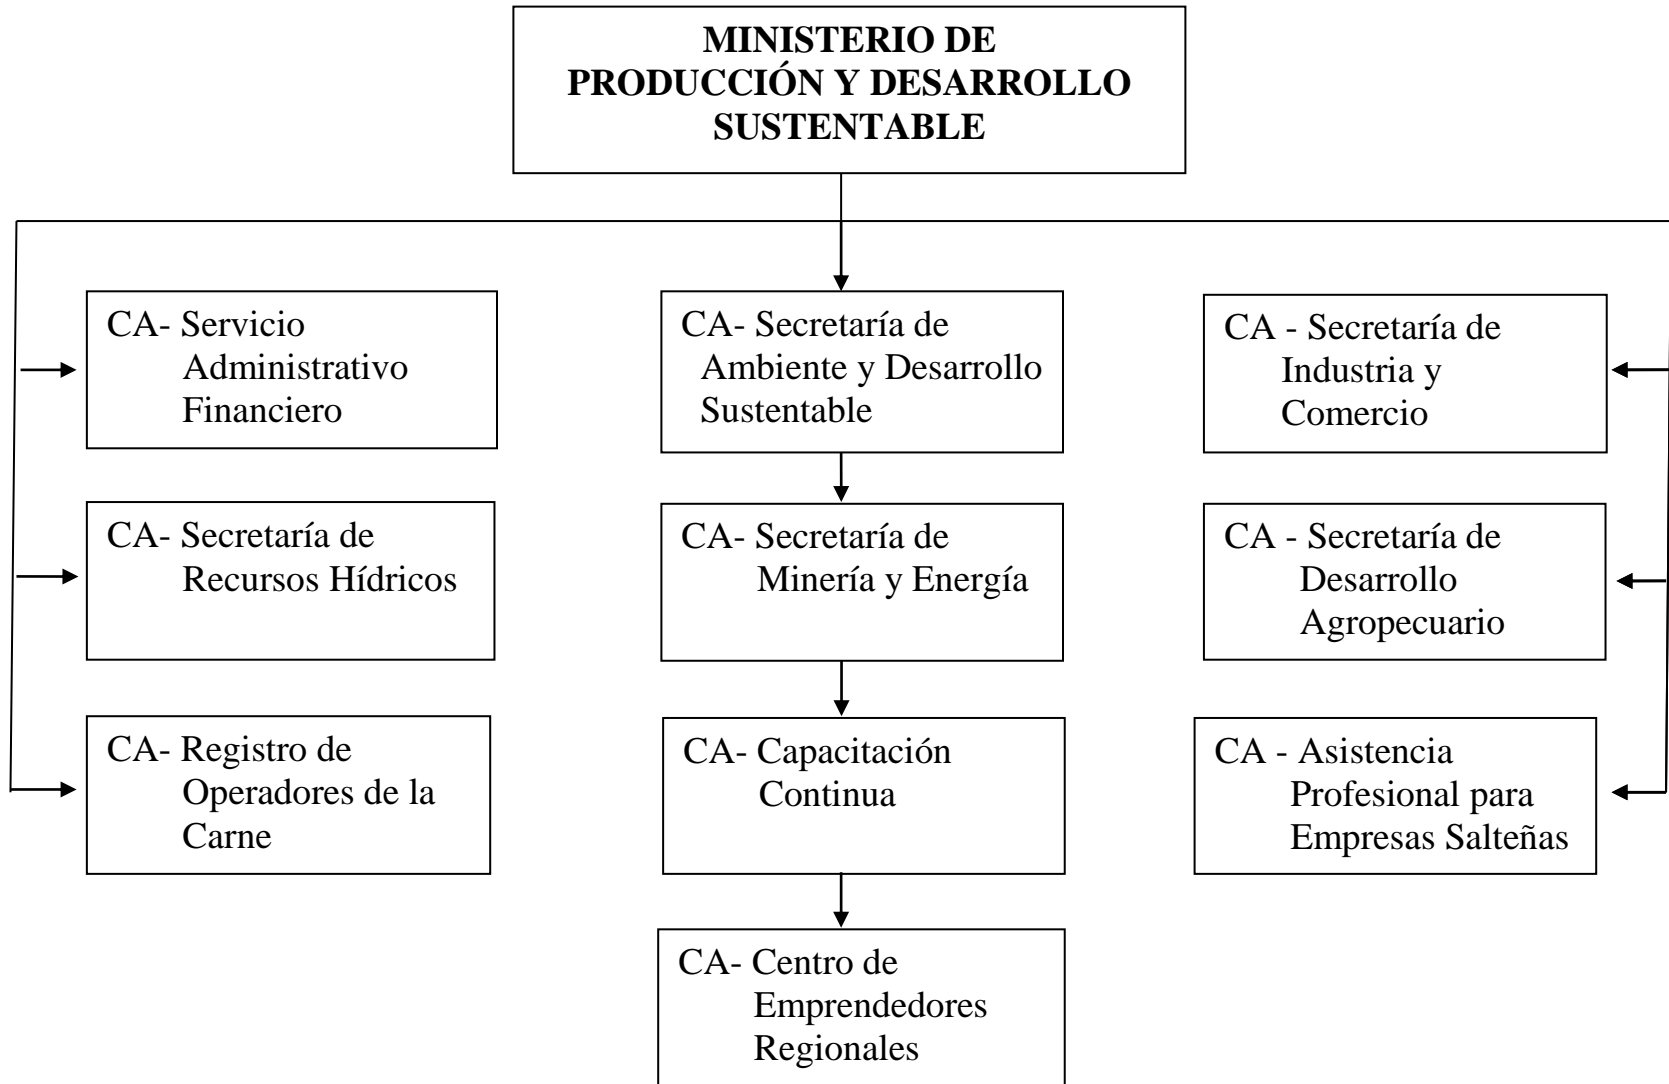 MINISTERIO DE
PRODUCCIÓN Y DESARROLLO
SUSTENTABLE
CA- Servicio
Administrativo
Financiero
CA- Secretaría de
Ambiente y Desarrollo
Sustentable
CA - Secretaría de
Industria y
Comercio
CA- Secretaría de
Recursos Hídricos
CA- Secretaría de
Minería y Energía
CA - Secretaría de
Desarrollo
Agropecuario
CA- Registro de
Operadores de la
Carne
CA- Capacitación
Continua
CA - Asistencia
Profesional para
Empresas Salteñas
CA- Centro de
Emprendedores
Regionales